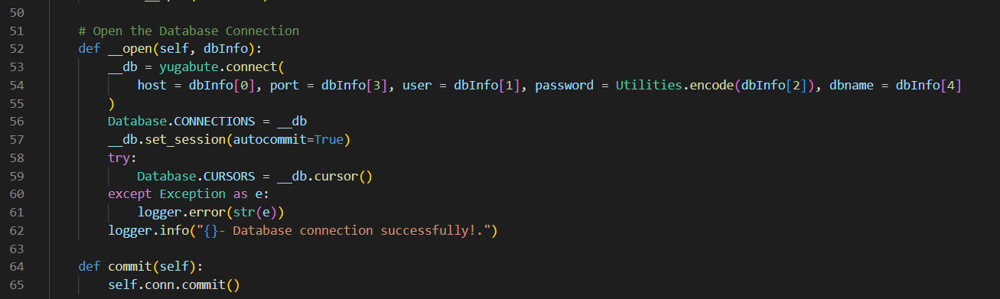 50
51 # Open the Database Connection
52 def __open(self, dbInfo):
53 __db = yugabute.connect(
54 host = dbInfo[0], port = dbInfo[3], user = dbInfo[1], password = Utilities.encode(dbInfo[2]), dbname = dbInfo[4]
55 )
56 Database.CONNECTIONS = __db
57 __db.set_session(autocommit=True)
58 try:
59 Database.CURSORS = __db.cursor()
60 except Exception as e:
61 logger.error(str(e))
62 logger.info("{}- Database connection successfully!.")
63
64 def commit(self):
65 self.conn.commit()